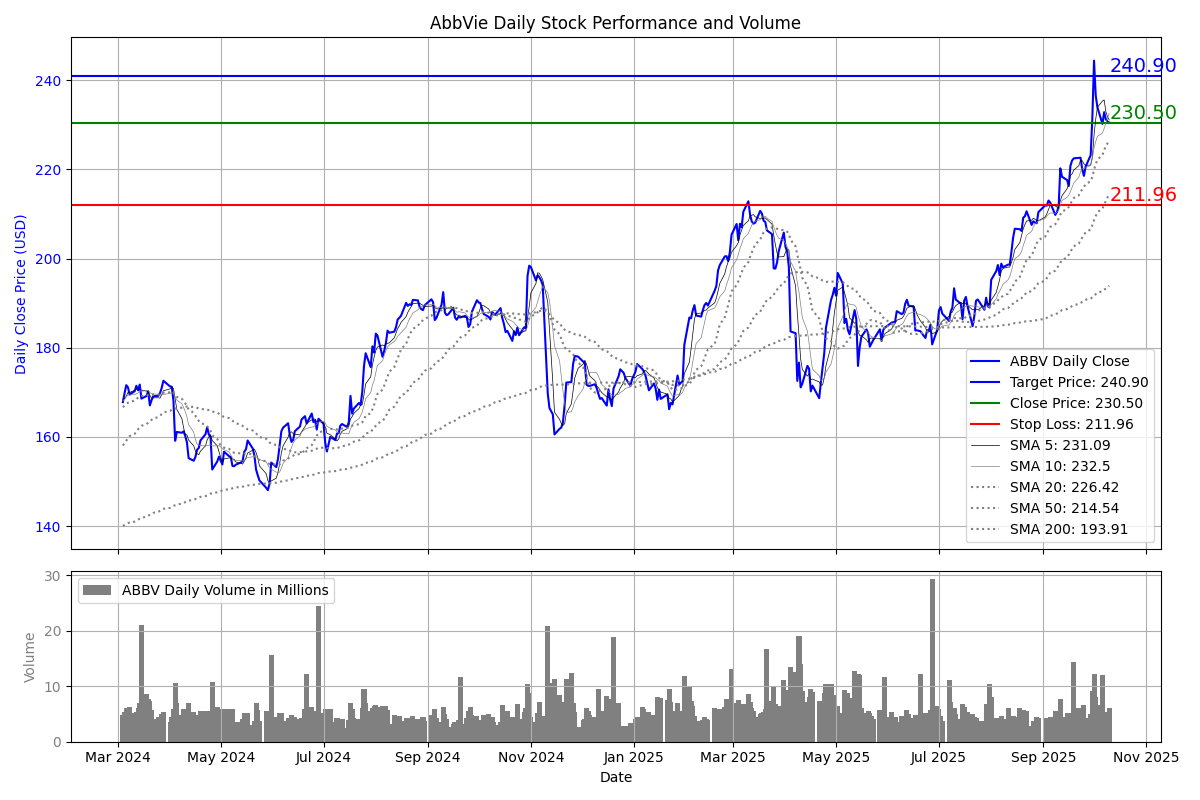 AbbVie Daily Stock Performance and Volume
Daily Close Price (USD)
240
220
200
180
160
140
240.90
230.50
211.96
ABBV Daily Close
Target Price: 240.90
Close Price: 230.50
Stop Loss: 211.96
SMA 5: 231.09
SMA 10: 232.5
SMA 20: 226.42
SMA 50: 214.54
SMA 200: 193.91
Volume
30
20
10
0
ABBV Daily Volume in Millions
Mar 2024 May 2024 Jul 2024 Sep 2024 Nov 2024 Jan 2025 Mar 2025 May 2025 Jul 2025 Sep 2025 Nov 2025
Date